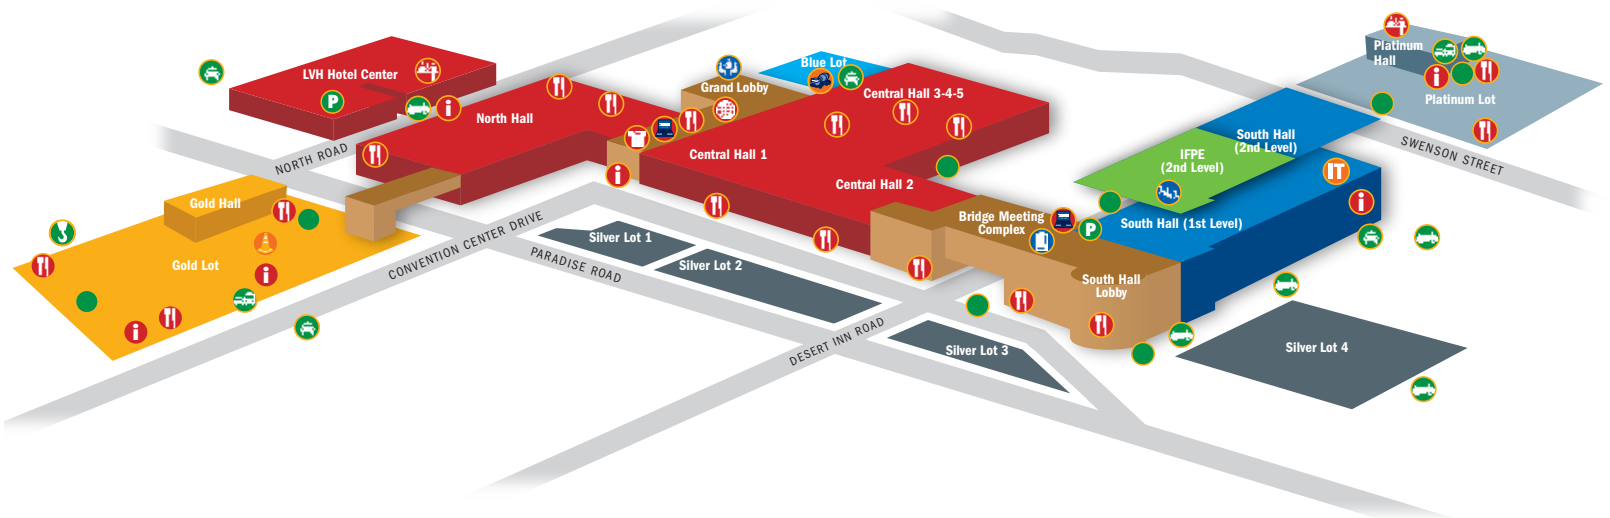 LVH Hotel Center
P
i
North Hall
NORTH ROAD
Grand Lobby
Blue Lot
Central Hall 3-4-5
Central Hall 1
Central Hall 2
i
Platinum
Hall
i
Platinum Lot
SWENSON STREET
South Hall
(2nd Level)
IFPE
(2nd Level)
IT
i
South Hall (1st Level)
Bridge Meeting
Complex
P
South Hall
Lobby
Gold Hall
Gold Lot
i
i
CONVENTION CENTER DRIVE
PARADISE ROAD
Silver Lot 1
Silver Lot 2
DESERT INN ROAD
Silver Lot 3
Silver Lot 4